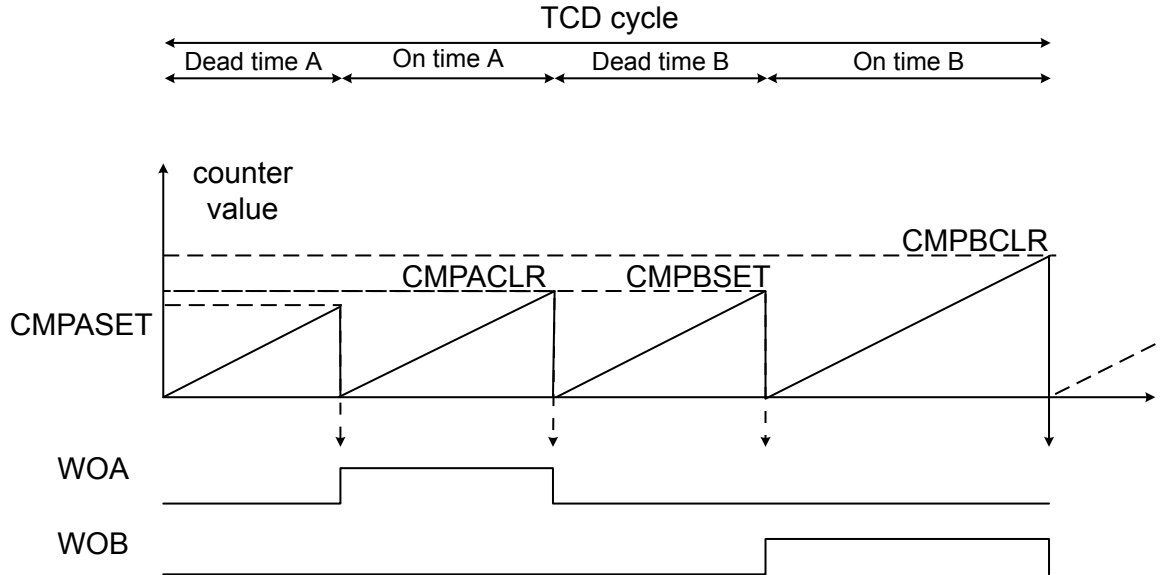 TCD cycle
Dead time A
On time A
Dead time B
On time B
counter
value
CMPBCLR
CMPACLR
CMPBSET
CMPASET
WOA
WOB